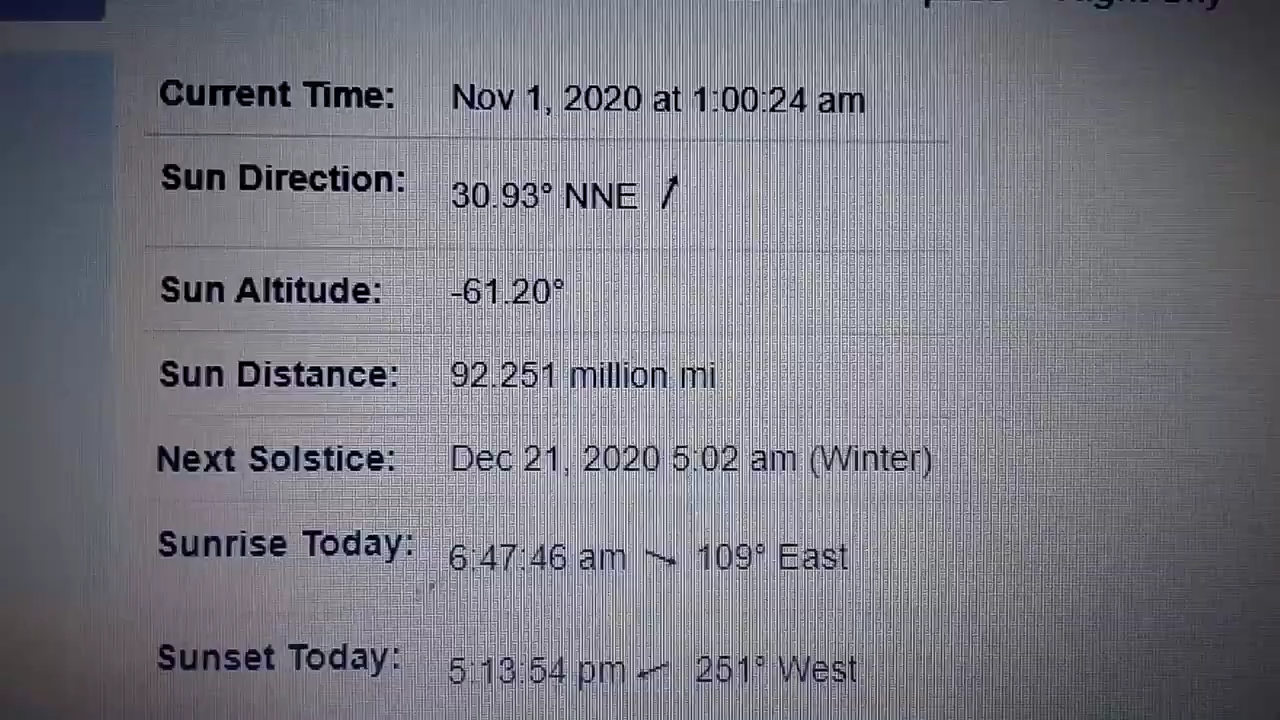 Current Time: Nov 1, 2020 at 1:00:24 am
Sun Direction: 30.93° NNE ↑
Sun Altitude: -61.20°
Sun Distance: 92.251 million mi
Next Solstice: Dec 21, 2020 5:02 am (Winter)
Sunrise Today: 6:47:46 am → 109° East
Sunset Today: 5:13:54 pm ← 251° West